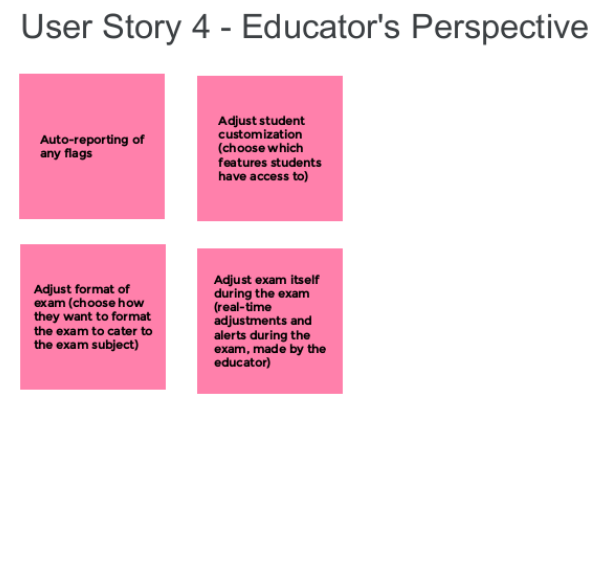 User Story 4 - Educator's Perspective
Auto-reporting of
any flags
Adjust student
customization
(choose which
features students
have access to)
Adjust format of
exam (choose how
they want to format
the exam to cater to
the exam subject)
Adjust exam itself
during the exam
(real-time
adjustments and
alerts during the
exam, made by the
educator)